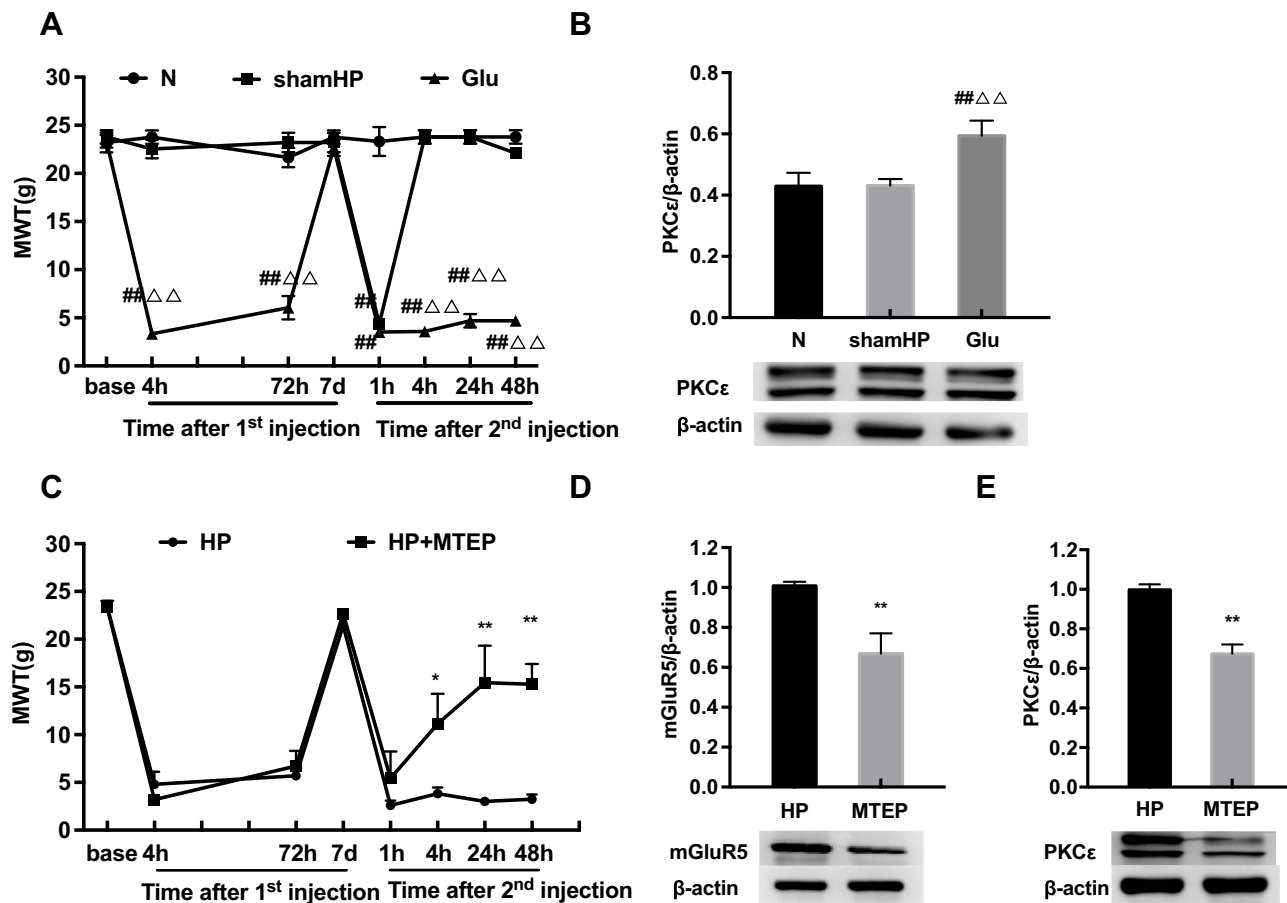 A
N shamHP Glu
MWT(g)
30
25
20
15
10
5
0
##△△
##△△
##
##
##△△
##△△
##△△
base 4h 72h 7d 1h 4h 24h 48h
Time after 1st injection Time after 2nd injection
B
PKCε/β-actin
0.8
0.6
0.4
0.2
0.0
##△△
N shamHP Glu
PKCε
β-actin
C
HP HP+MTEP
MWT(g)
30
25
20
15
10
5
0
*
**
**
base 4h 72h 7d 1h 4h 24h 48h
Time after 1st injection Time after 2nd injection
D
mGluR5/β-actin
1.2
1.0
0.8
0.6
0.4
0.2
0.0
**
HP MTEP
mGluR5
β-actin
E
PKCε/β-actin
1.2
1.0
0.8
0.6
0.4
0.2
0.0
**
HP MTEP
PKCε
β-actin